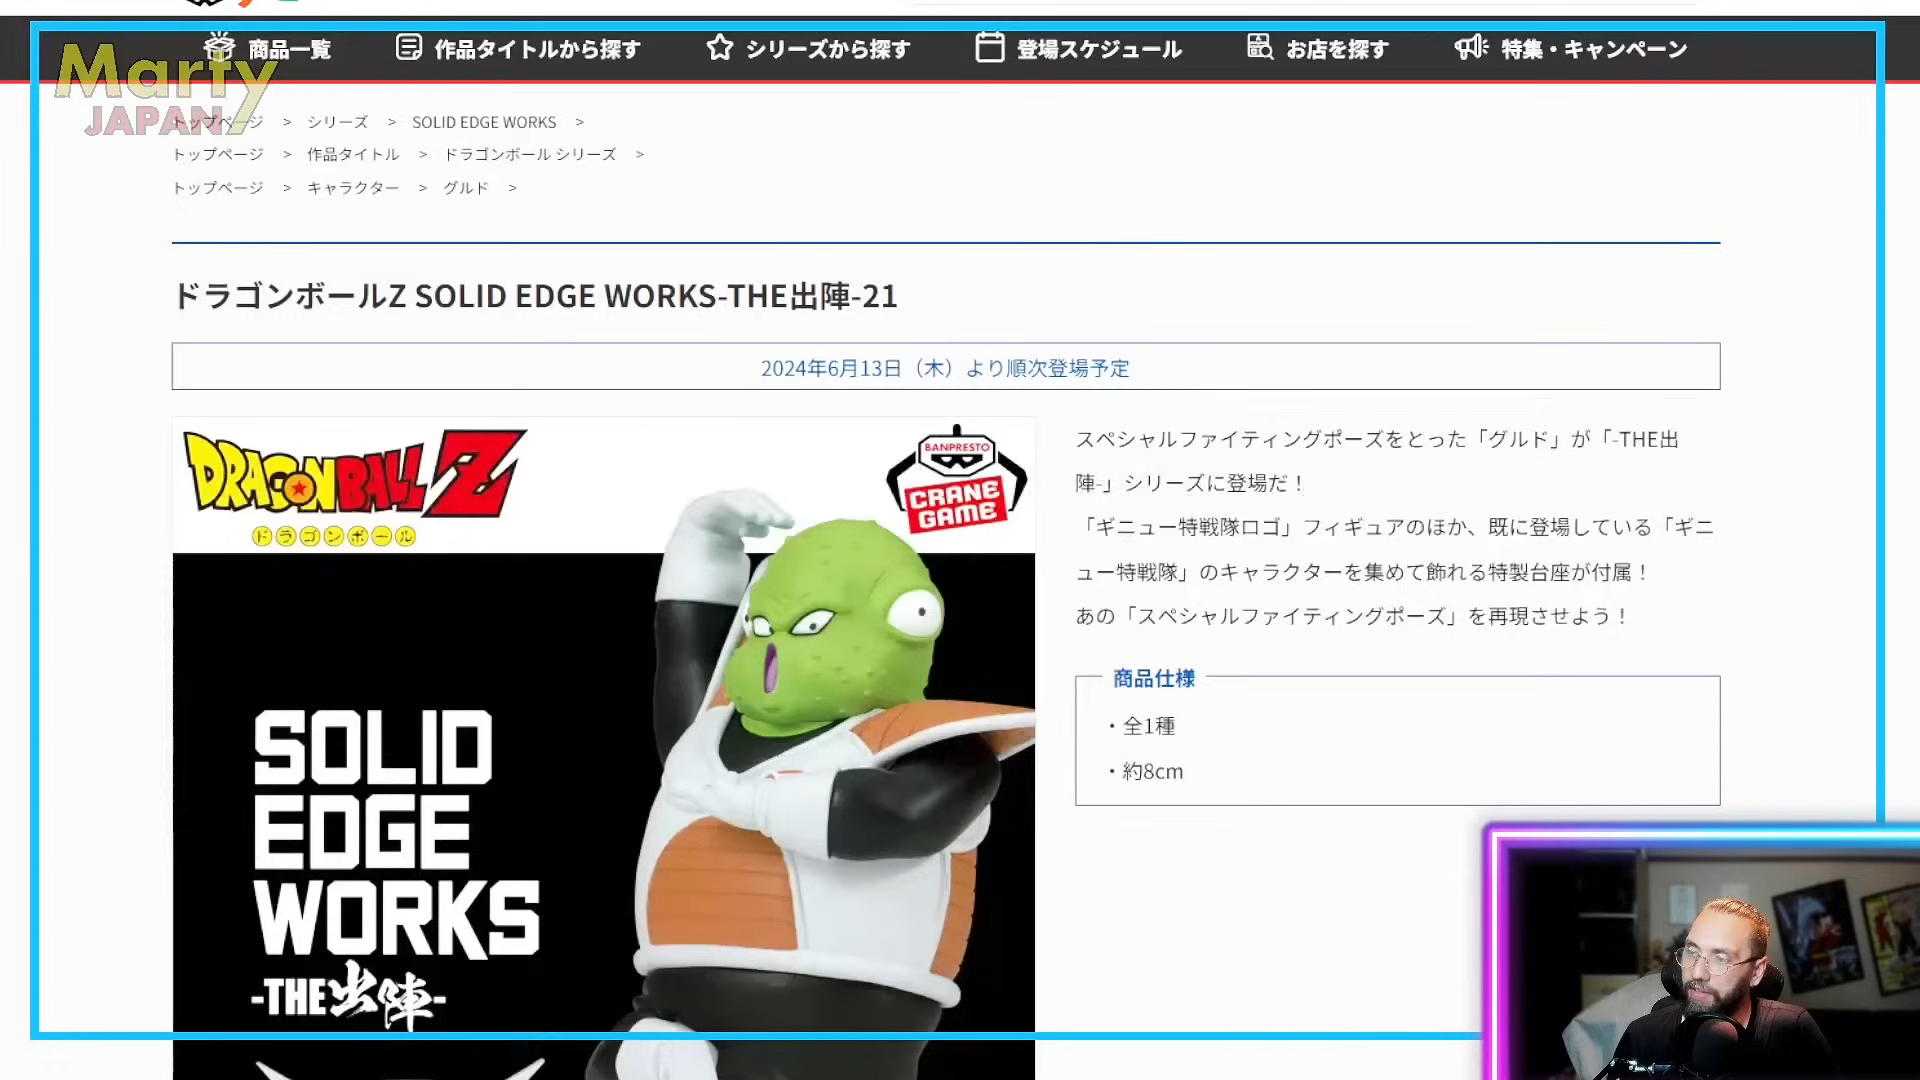 商品一覧
作品タイトルから探す
シリーズから探す
登場スケジュール
お店を探す
特集・キャンペーン
Marty
JAPAN
トップページ > シリーズ > SOLID EDGE WORKS >
トップページ > 作品タイトル > ドラゴンボール シリーズ >
トップページ > キャラクター > グルド >
ドラゴンボールZ SOLID EDGE WORKS-THE出陣-21
2024年6月13日（木）より順次登場予定
DRAGON BALL Z
ドラゴンボール
BANPRESTO
CRANE
GAME
SOLID
EDGE
WORKS
-THE出陣-
スペシャルファイティングポーズをとった「グルド」が「-THE出
陣-」シリーズに登場だ！
「ギニュー特戦隊ロゴ」フィギュアのほか、既に登場している「ギニ
ュー特戦隊」のキャラクターを集めて飾れる特製台座が付属！
あの「スペシャルファイティングポーズ」を再現させよう！
商品仕様
・全1種
・約8cm